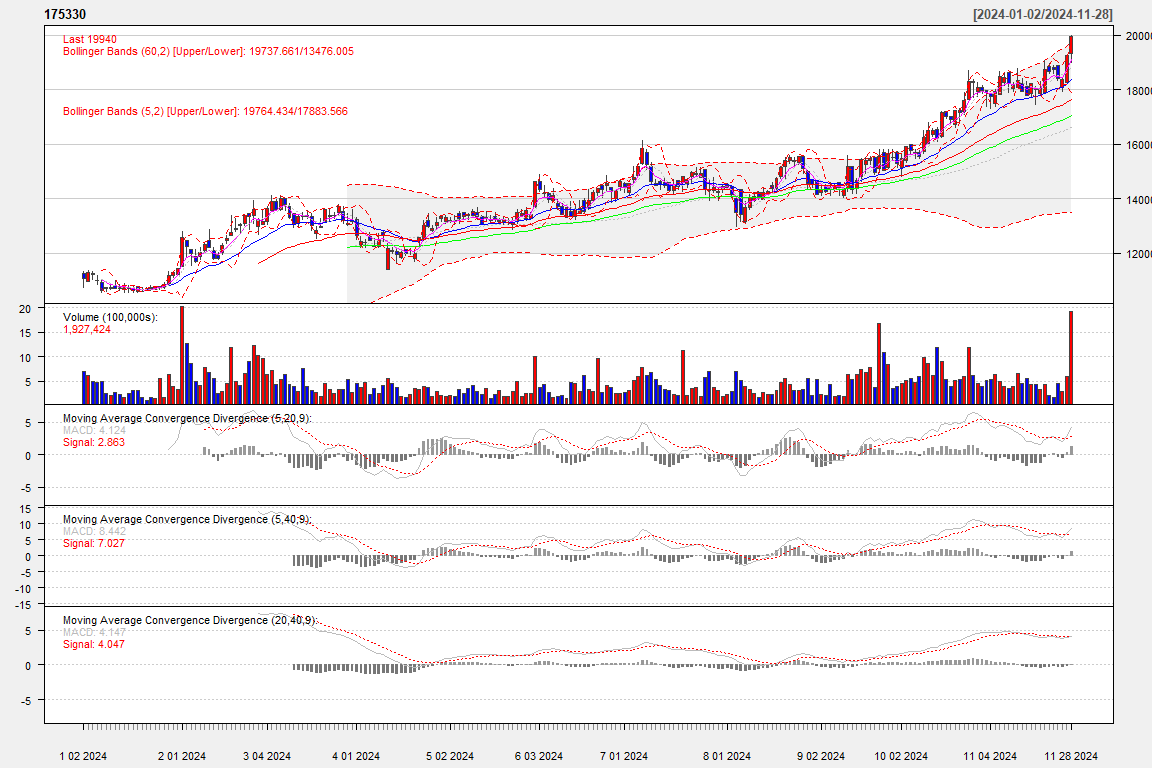 175330 [2024-01-02/2024-11-28]
Last 19940
Bollinger Bands (60,2) [Upper/Lower]: 19737.661/13476.005
Bollinger Bands (5,2) [Upper/Lower]: 19764.434/17883.566
20000
18000
16000
14000
12000
Volume (100,000s):
1,927,424
20
15
10
5
Moving Average Convergence Divergence (5,20,9):
MACD: 4.124
Signal: 2.863
5
0
-5
Moving Average Convergence Divergence (5,40,9):
MACD: 8.442
Signal: 7.027
15
10
5
0
-5
-10
-15
Moving Average Convergence Divergence (20,40,9):
MACD: 4.147
Signal: 4.047
5
0
-5
1 02 2024 2 01 2024 3 04 2024 4 01 2024 5 02 2024 6 03 2024 7 01 2024 8 01 2024 9 02 2024 10 02 2024 11 04 2024 11 28 2024